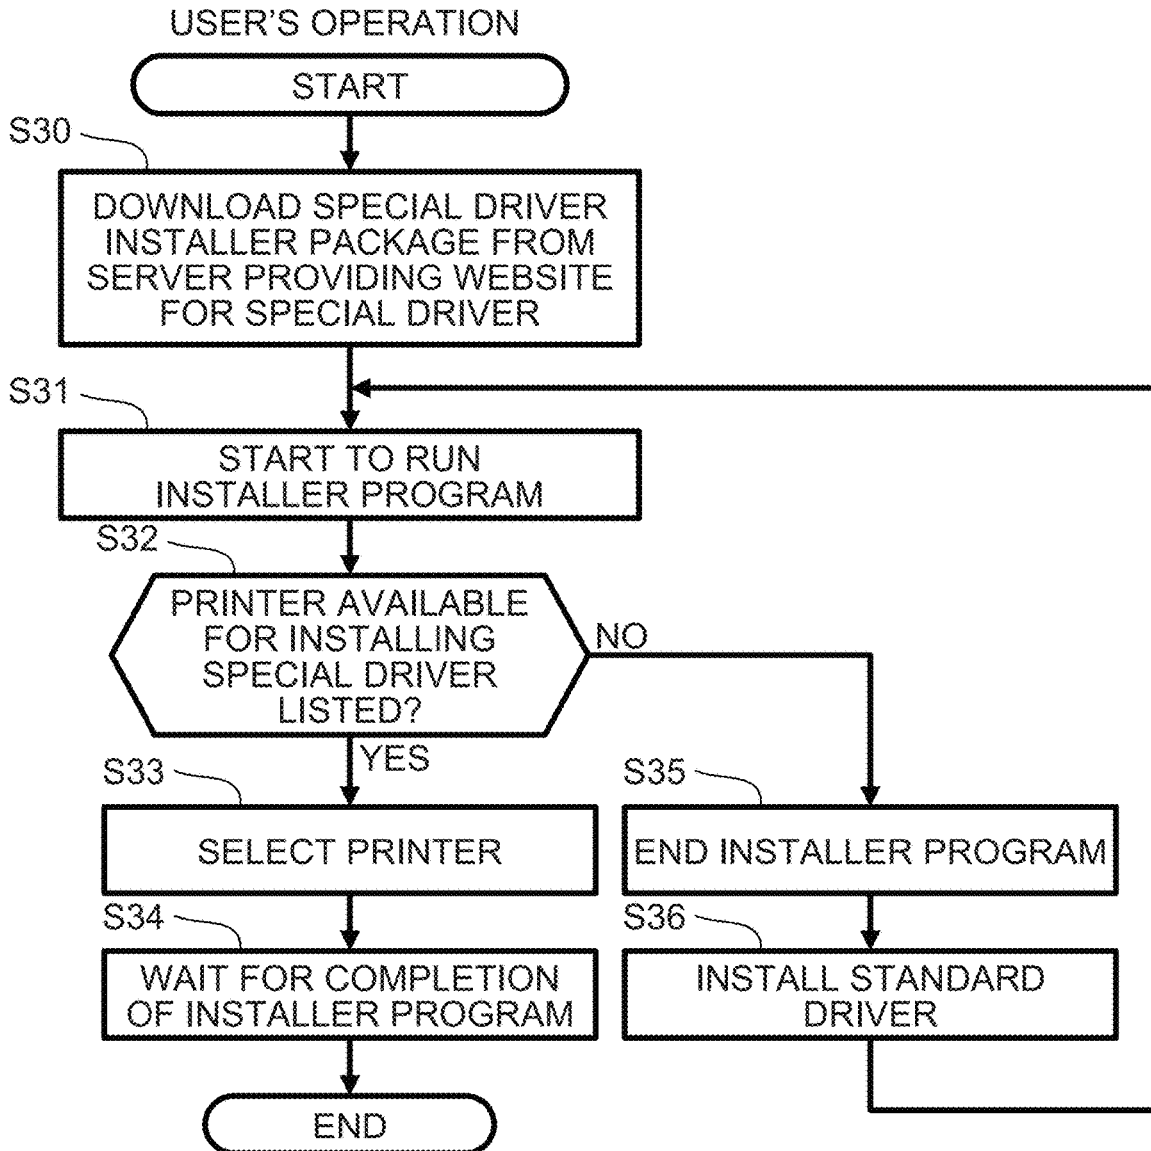 USER'S OPERATION
START
S30
DOWNLOAD SPECIAL DRIVER
INSTALLER PACKAGE FROM
SERVER PROVIDING WEBSITE
FOR SPECIAL DRIVER
S31
START TO RUN
INSTALLER PROGRAM
S32
PRINTER AVAILABLE
FOR INSTALLING
SPECIAL DRIVER
LISTED?
NO
YES
S33
SELECT PRINTER
S34
WAIT FOR COMPLETION
OF INSTALLER PROGRAM
END
S35
END INSTALLER PROGRAM
S36
INSTALL STANDARD
DRIVER